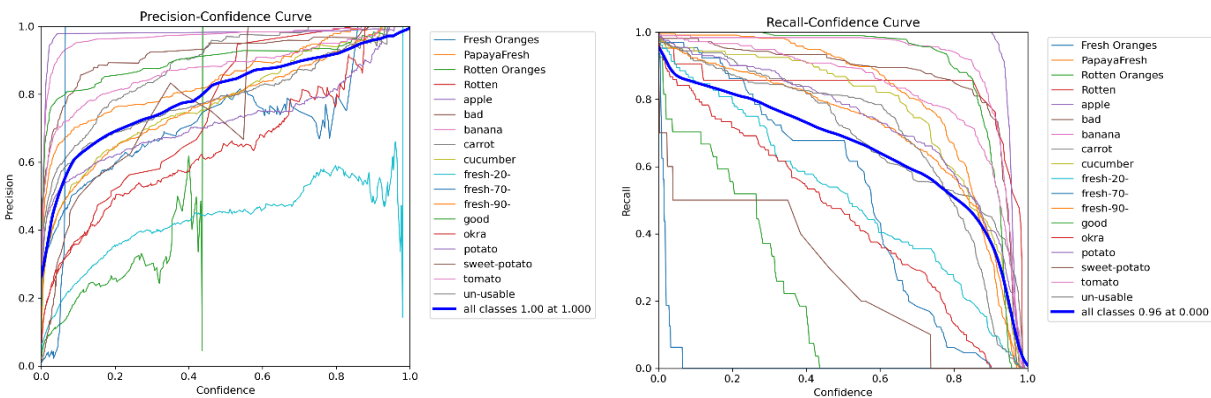 Precision-Confidence Curve
1.0
0.8
0.6
0.4
0.2
0.0
Precision
0.0 0.2 0.4 0.6 0.8 1.0
Confidence
Fresh Oranges
PapayaFresh
Rotten Oranges
Rotten
apple
bad
banana
carrot
cucumber
fresh-20-
fresh-70-
fresh-90-
good
okra
potato
sweet-potato
tomato
un-usable
all classes 1.00 at 1.000
Recall-Confidence Curve
1.0
0.8
0.6
0.4
0.2
0.0
Recall
0.0 0.2 0.4 0.6 0.8 1.0
Confidence
Fresh Oranges
PapayaFresh
Rotten Oranges
Rotten
apple
bad
banana
carrot
cucumber
fresh-20-
fresh-70-
fresh-90-
good
okra
potato
sweet-potato
tomato
un-usable
all classes 0.96 at 0.000